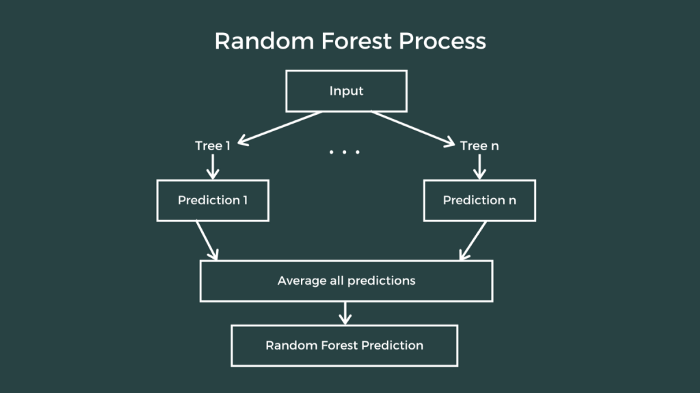 Random Forest Process
Input
Tree 1
. . .
Tree n
Prediction 1
Prediction n
Average all predictions
Random Forest Prediction